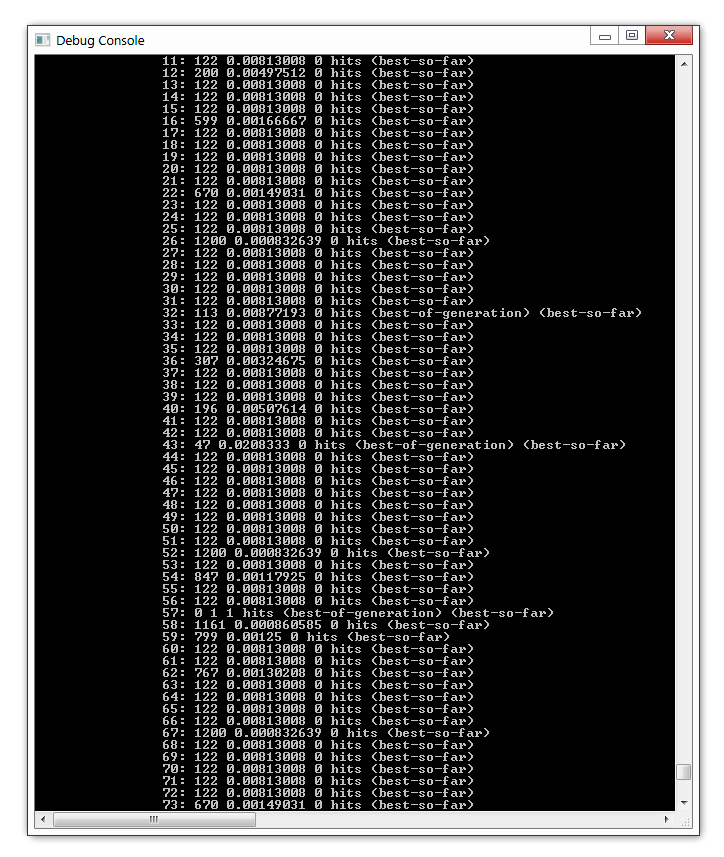 Debug Console
11: 122 0.00813008 0 hits (best-so-far)
12: 200 0.00497512 0 hits (best-so-far)
13: 122 0.00813008 0 hits (best-so-far)
14: 122 0.00813008 0 hits (best-so-far)
15: 122 0.00813008 0 hits (best-so-far)
16: 599 0.00166667 0 hits (best-so-far)
17: 122 0.00813008 0 hits (best-so-far)
18: 122 0.00813008 0 hits (best-so-far)
19: 122 0.00813008 0 hits (best-so-far)
20: 122 0.00813008 0 hits (best-so-far)
21: 122 0.00813008 0 hits (best-so-far)
22: 670 0.00149031 0 hits (best-so-far)
23: 122 0.00813008 0 hits (best-so-far)
24: 122 0.00813008 0 hits (best-so-far)
25: 122 0.00813008 0 hits (best-so-far)
26: 1200 0.000832639 0 hits (best-so-far)
27: 122 0.00813008 0 hits (best-so-far)
28: 122 0.00813008 0 hits (best-so-far)
29: 122 0.00813008 0 hits (best-so-far)
30: 122 0.00813008 0 hits (best-so-far)
31: 122 0.00813008 0 hits (best-so-far)
32: 113 0.00877193 0 hits (best-of-generation) (best-so-far)
33: 122 0.00813008 0 hits (best-so-far)
34: 122 0.00813008 0 hits (best-so-far)
35: 122 0.00813008 0 hits (best-so-far)
36: 307 0.00324675 0 hits (best-so-far)
37: 122 0.00813008 0 hits (best-so-far)
38: 122 0.00813008 0 hits (best-so-far)
39: 122 0.00813008 0 hits (best-so-far)
40: 196 0.00507614 0 hits (best-so-far)
41: 122 0.00813008 0 hits (best-so-far)
42: 122 0.00813008 0 hits (best-so-far)
43: 47 0.0208333 0 hits (best-of-generation) (best-so-far)
44: 122 0.00813008 0 hits (best-so-far)
45: 122 0.00813008 0 hits (best-so-far)
46: 122 0.00813008 0 hits (best-so-far)
47: 122 0.00813008 0 hits (best-so-far)
48: 122 0.00813008 0 hits (best-so-far)
49: 122 0.00813008 0 hits (best-so-far)
50: 122 0.00813008 0 hits (best-so-far)
51: 122 0.00813008 0 hits (best-so-far)
52: 1200 0.000832639 0 hits (best-so-far)
53: 122 0.00813008 0 hits (best-so-far)
54: 847 0.00117925 0 hits (best-so-far)
55: 122 0.00813008 0 hits (best-so-far)
56: 122 0.00813008 0 hits (best-so-far)
57: 0 1 1 hits (best-of-generation) (best-so-far)
58: 1161 0.000860585 0 hits (best-so-far)
59: 799 0.00125 0 hits (best-so-far)
60: 122 0.00813008 0 hits (best-so-far)
61: 122 0.00813008 0 hits (best-so-far)
62: 767 0.00130208 0 hits (best-so-far)
63: 122 0.00813008 0 hits (best-so-far)
64: 122 0.00813008 0 hits (best-so-far)
65: 122 0.00813008 0 hits (best-so-far)
66: 122 0.00813008 0 hits (best-so-far)
67: 1200 0.000832639 0 hits (best-so-far)
68: 122 0.00813008 0 hits (best-so-far)
69: 122 0.00813008 0 hits (best-so-far)
70: 122 0.00813008 0 hits (best-so-far)
71: 122 0.00813008 0 hits (best-so-far)
72: 122 0.00813008 0 hits (best-so-far)
73: 670 0.00149031 0 hits (best-so-far)